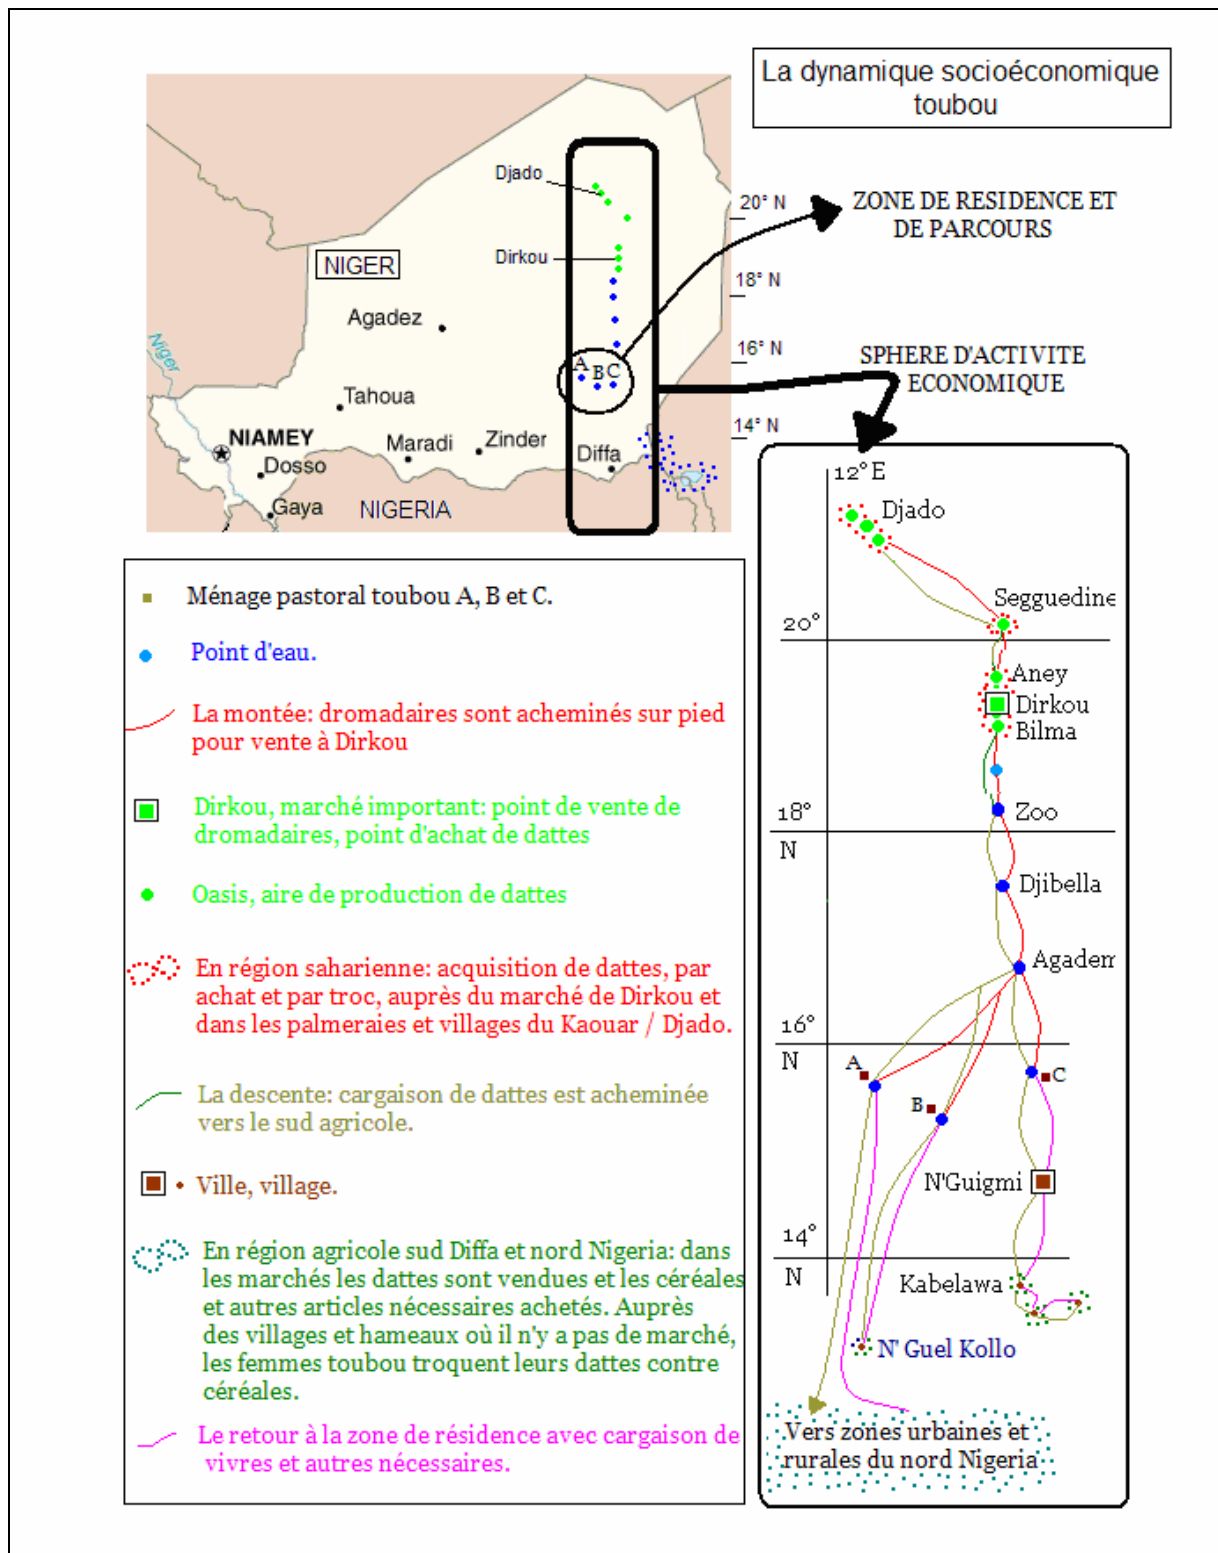 La dynamique socioéconomique
toubou
Djado
20° N
ZONE DE RESIDENCE ET
DE PARCOURS
Dirkou
NIGER
18° N
Agadez
Niger
16° N
SPHERE D'ACTIVITE
ECONOMIQUE
A
B
C
Tahoua
14° N
NIAMEY
Maradi
Zinder
Diffa
Dosso
Gaya
NIGERIA
Ménage pastoral toubou A, B et C.
Point d'eau.
La montée: dromadaires sont acheminés sur pied
pour vente à Dirkou
Dirkou, marché important: point de vente de
dromadaires, point d'achat de dattes
Oasis, aire de production de dattes
En région saharienne: acquisition de dattes, par
achat et par troc, auprès du marché de Dirkou et
dans les palmeraies et villages du Kaouar / Djado.
La descente: cargaison de dattes est acheminée
vers le sud agricole.
Ville, village.
En région agricole sud Diffa et nord Nigeria: dans
les marchés les dattes sont vendues et les céréales
et autres articles nécessaires achetés. Auprès
des villages et hameaux où il n'y a pas de marché,
les femmes toubou troquent leurs dattes contre
céréales.
Le retour à la zone de résidence avec cargaison de
vivres et autres nécessaires.
12° E
Djado
Segguedine
20°
Aney
Dirkou
Bilma
18°
N
Zoo
Djibella
Agadem
16°
N
A
C
B
N'Guigmi
14°
N
Kabelawa
N' Guel Kollo
Vers zones urbaines et
rurales du nord Nigeria